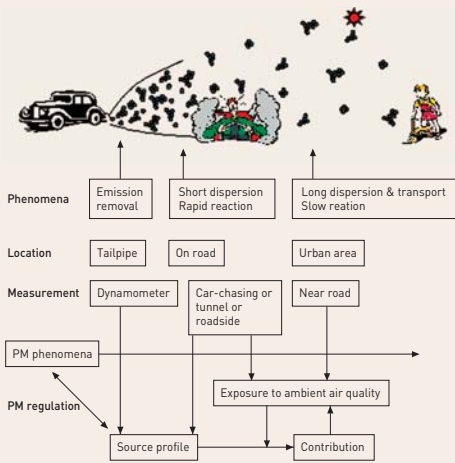 Phenomena
Emission
removal
Short dispersion
Rapid reaction
Long dispersion & transport
Slow reation
Location
Tailpipe
On road
Urban area
Measurement
Dynamometer
Car-chasing or
tunnel or
roadside
Near road
PM phenomena
Exposure to ambient air quality
PM regulation
Source profile
Contribution